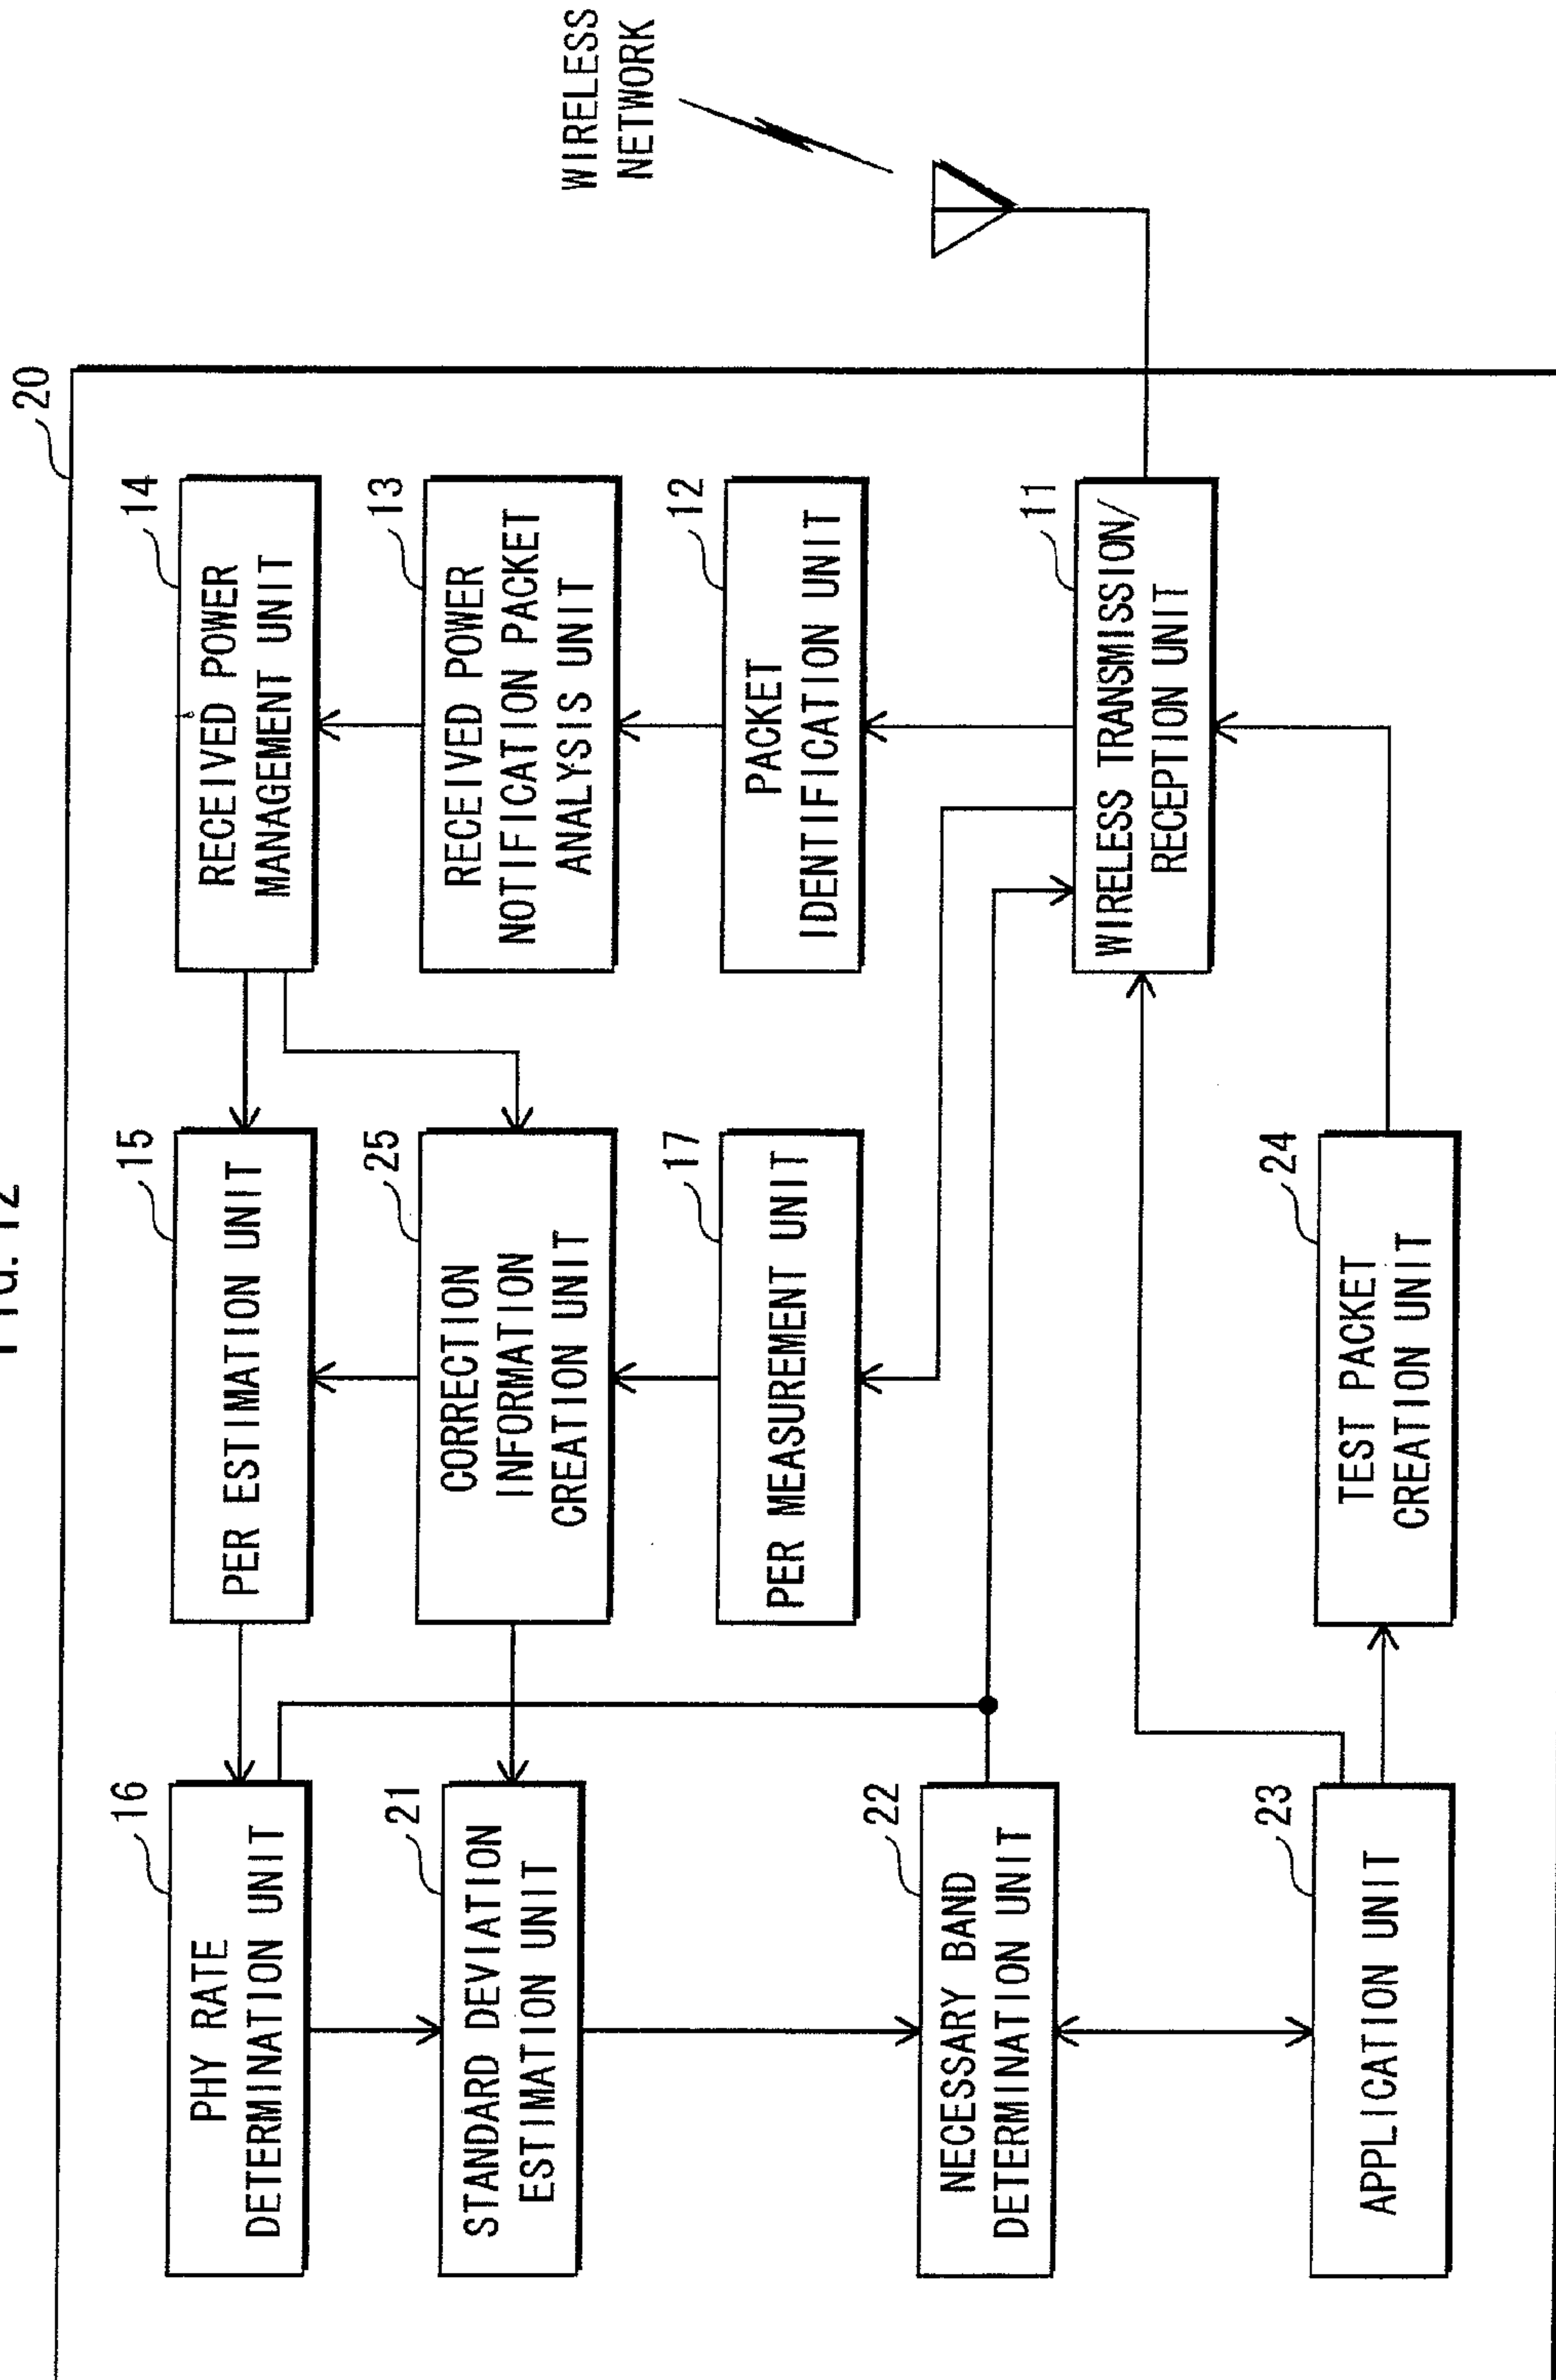 FIG. 12
20
16
PHY RATE
DETERMINATION UNIT
15
PER ESTIMATION UNIT
14
RECEIVED POWER
MANAGEMENT UNIT
21
STANDARD DEVIATION
ESTIMATION UNIT
25
CORRECTION
INFORMATION
CREATION UNIT
13
RECEIVED POWER
NOTIFICATION PACKET
ANALYSIS UNIT
17
PER MEASUREMENT UNIT
12
PACKET
IDENTIFICATION UNIT
WIRELESS
NETWORK
22
NECESSARY BAND
DETERMINATION UNIT
11
WIRELESS TRANSMISSION/
RECEPTION UNIT
23
APPLICATION UNIT
24
TEST PACKET
CREATION UNIT